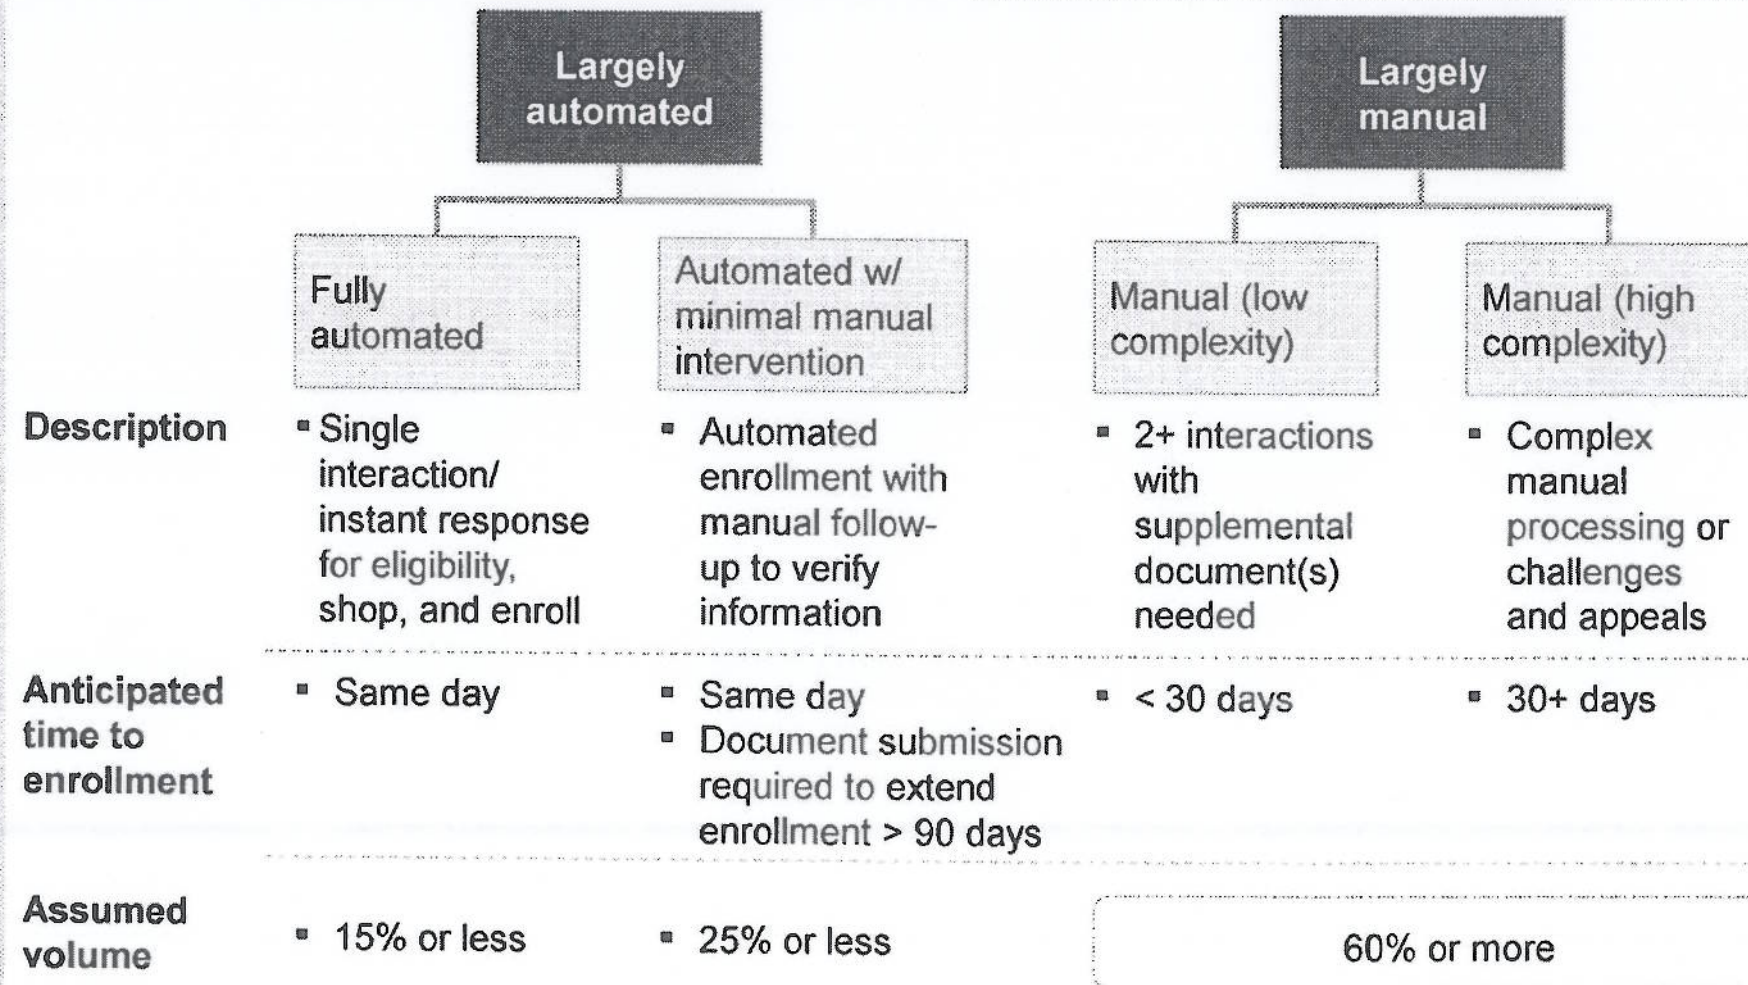 Largely
automated
Largely
manual
Fully
automated
Automated w/
minimal manual
intervention
Manual (low
complexity)
Manual (high
complexity)
Description
▪ Single
interaction/
instant response
for eligibility,
shop, and enroll
▪ Automated
enrollment with
manual follow-
up to verify
information
▪ 2+ interactions
with
supplemental
document(s)
needed
▪ Complex
manual
processing or
challenges
and appeals
Anticipated
time to
enrollment
▪ Same day
▪ Same day
▪ Document submission
required to extend
enrollment > 90 days
▪ < 30 days
▪ 30+ days
Assumed
volume
▪ 15% or less
▪ 25% or less
60% or more